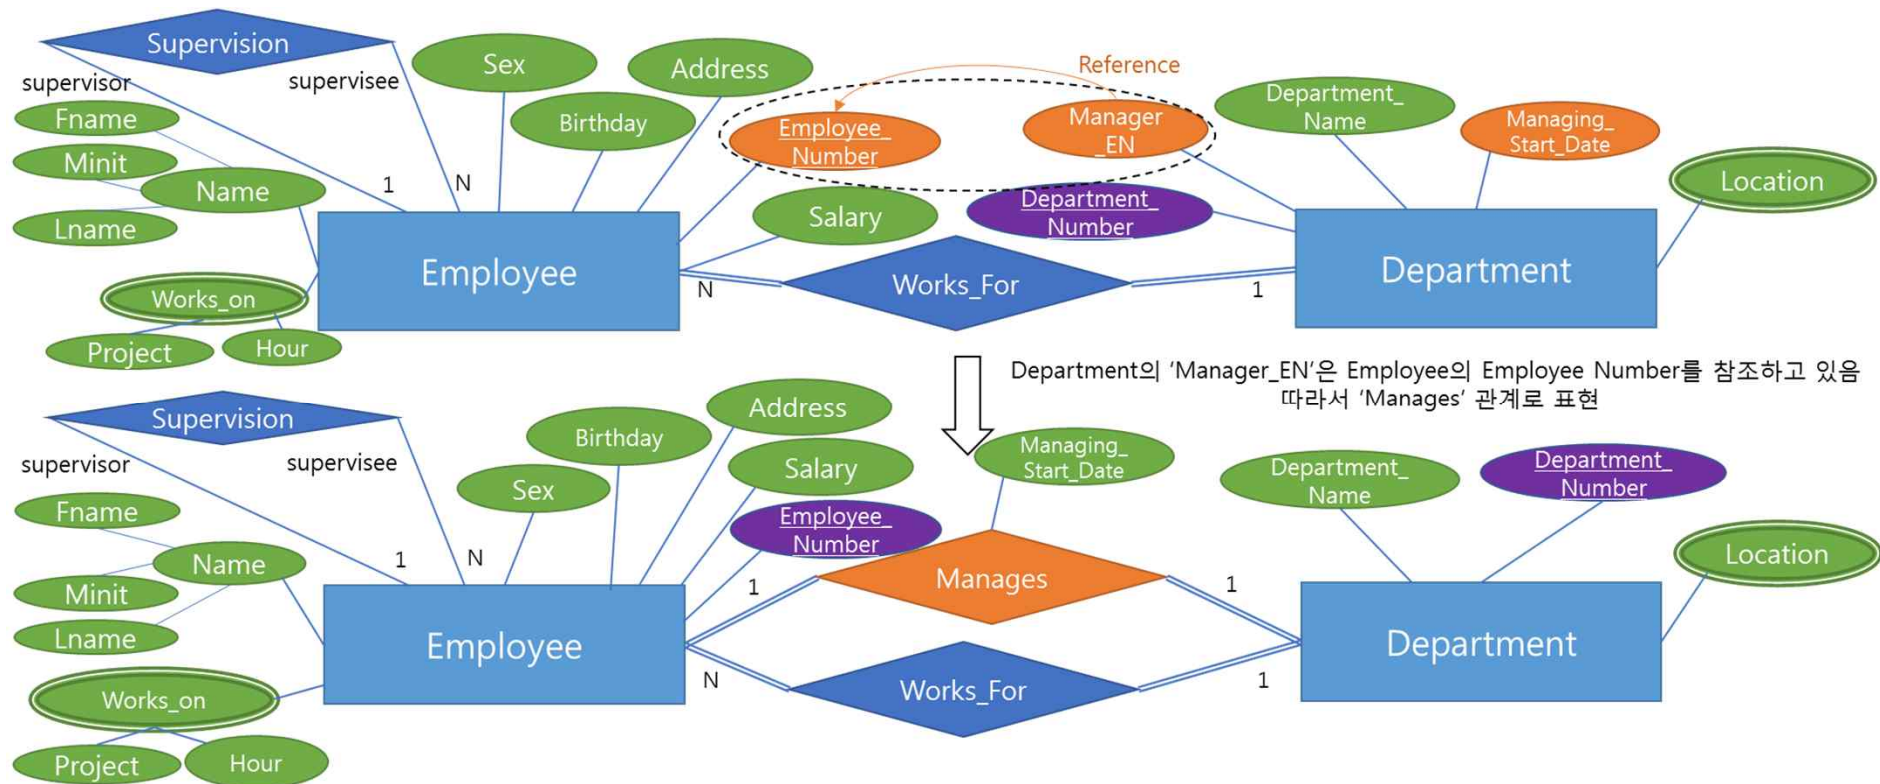 Supervision
supervisor
supervisee
Sex
Address
Birthday
Fname
Minit
Name
Lname
1
N
Employee
Works_on
Project
Hour
Reference
Employee_
Number
Manager
_EN
Department_
Name
Managing_
Start_Date
Location
Salary
Department_
Number
N
Works_For
1
Department
Department의 ‘Manager_EN’은 Employee의 Employee Number를 참조하고 있음
따라서 ‘Manages’ 관계로 표현
Supervision
supervisor
supervisee
Address
Birthday
Salary
Sex
Employee_
Number
Managing_
Start_Date
Department_
Name
Department_
Number
Location
Fname
Name
Minit
Lname
1
N
Employee
1
Manages
1
Department
N
Works_For
1
Works_on
Project
Hour